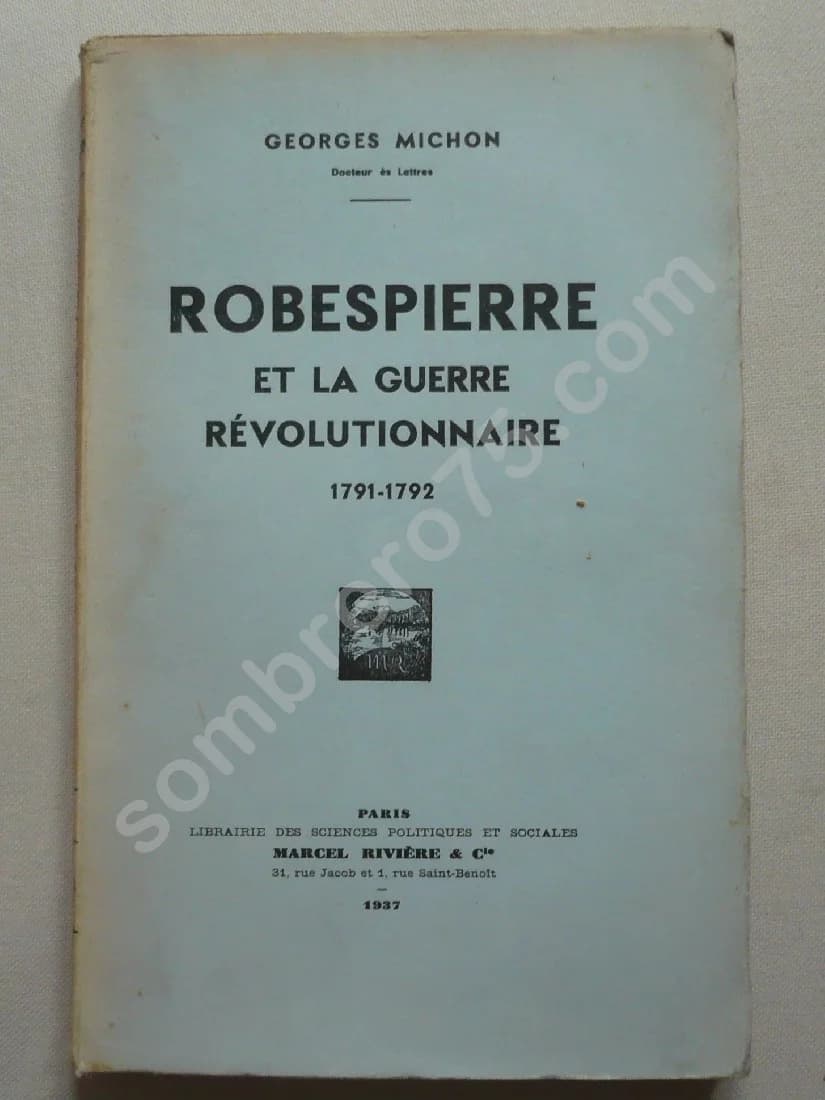 GEORGES MICHON
Docteur ès Lettres
ROBESPIERRE
ET LA GUERRE
RÉVOLUTIONNAIRE
1791-1792
MR
PARIS
LIBRAIRIE DES SCIENCES POLITIQUES ET SOCIALES
MARCEL RIVIÈRE & Cie
31, rue Jacob et 1, rue Saint-Benoît
1937
sombrero75.com